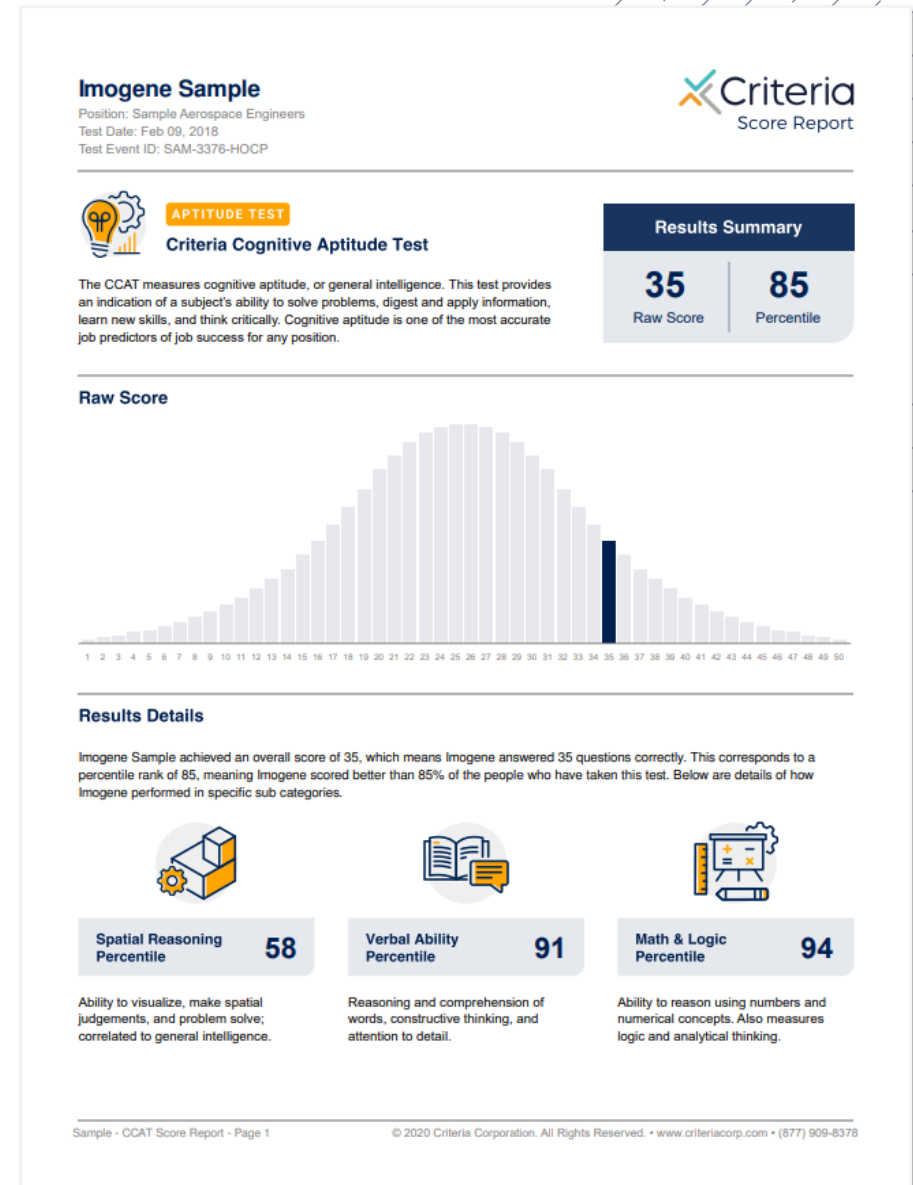 Imogene Sample
Position: Sample Aerospace Engineers
Test Date: Feb 09, 2018
Test Event ID: SAM-3376-HOCP
Criteria
Score Report
APTITUDE TEST
Criteria Cognitive Aptitude Test
The CCAT measures cognitive aptitude, or general intelligence. This test provides
an indication of a subject's ability to solve problems, digest and apply information,
learn new skills, and think critically. Cognitive aptitude is one of the most accurate
job predictors of job success for any position.
Results Summary
35 85
Raw Score Percentile
Raw Score
1 2 3 4 5 6 7 8 9 10 11 12 13 14 15 16 17 18 19 20 21 22 23 24 25 26 27 28 29 30 31 32 33 34 35 36 37 38 39 40 41 42 43 44 45 46 47 48 49 50
Results Details
Imogene Sample achieved an overall score of 35, which means Imogene answered 35 questions correctly. This corresponds to a
percentile rank of 85, meaning Imogene scored better than 85% of the people who have taken this test. Below are details of how
Imogene performed in specific sub categories.
+ -
= ×
Spatial Reasoning
Percentile
58
Ability to visualize, make spatial
judgements, and problem solve;
correlated to general intelligence.
Verbal Ability
Percentile
91
Reasoning and comprehension of
words, constructive thinking, and
attention to detail.
Math & Logic
Percentile
94
Ability to reason using numbers and
numerical concepts. Also measures
logic and analytical thinking.
Sample - CCAT Score Report - Page 1
© 2020 Criteria Corporation. All Rights Reserved. • www.criteriacorp.com • (877) 909-8378